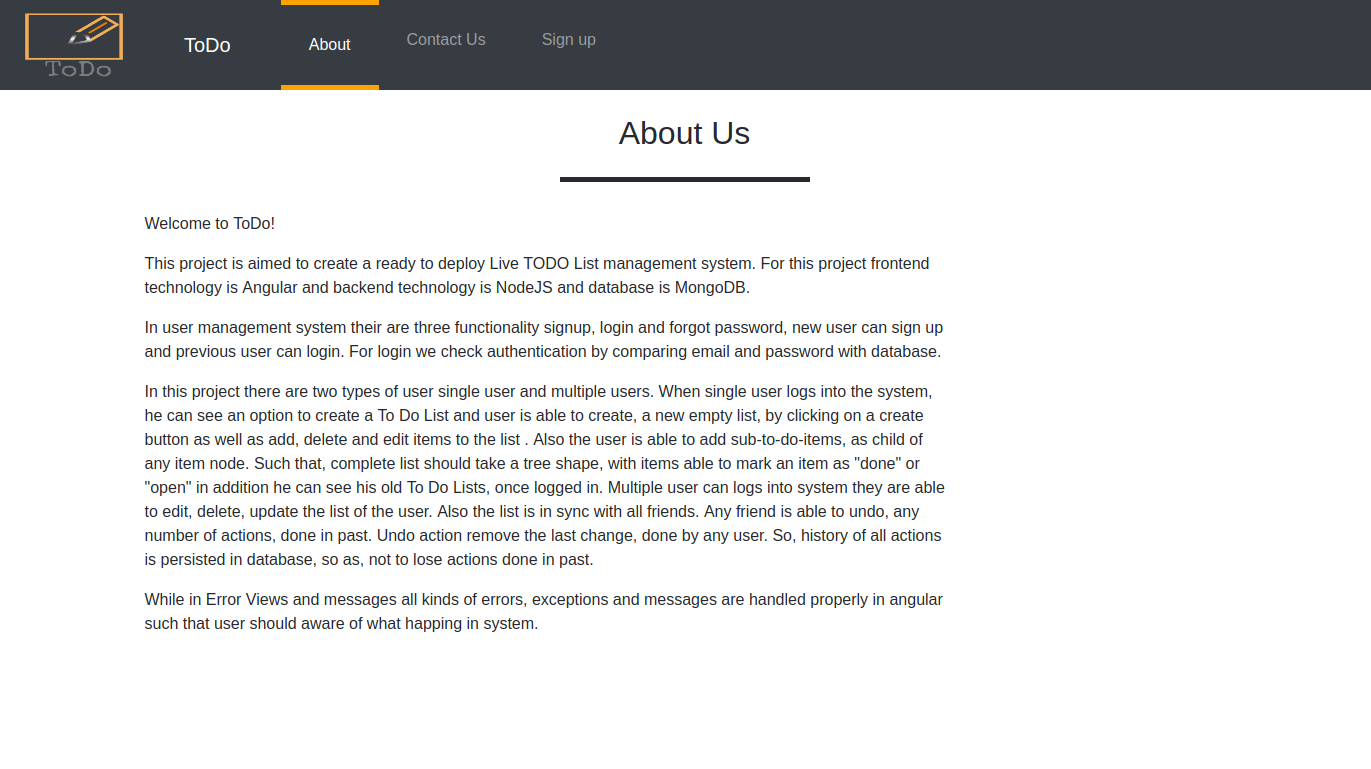 ToDo
ToDo
About
Contact Us
Sign up
About Us
Welcome to ToDo!
This project is aimed to create a ready to deploy Live TODO List management system. For this project frontend
technology is Angular and backend technology is NodeJS and database is MongoDB.
In user management system their are three functionality signup, login and forgot password, new user can sign up
and previous user can login. For login we check authentication by comparing email and password with database.
In this project there are two types of user single user and multiple users. When single user logs into the system,
he can see an option to create a To Do List and user is able to create, a new empty list, by clicking on a create
button as well as add, delete and edit items to the list . Also the user is able to add sub-to-do-items, as child of
any item node. Such that, complete list should take a tree shape, with items able to mark an item as "done" or
"open" in addition he can see his old To Do Lists, once logged in. Multiple user can logs into system they are able
to edit, delete, update the list of the user. Also the list is in sync with all friends. Any friend is able to undo, any
number of actions, done in past. Undo action remove the last change, done by any user. So, history of all actions
is persisted in database, so as, not to lose actions done in past.
While in Error Views and messages all kinds of errors, exceptions and messages are handled properly in angular
such that user should aware of what happing in system.